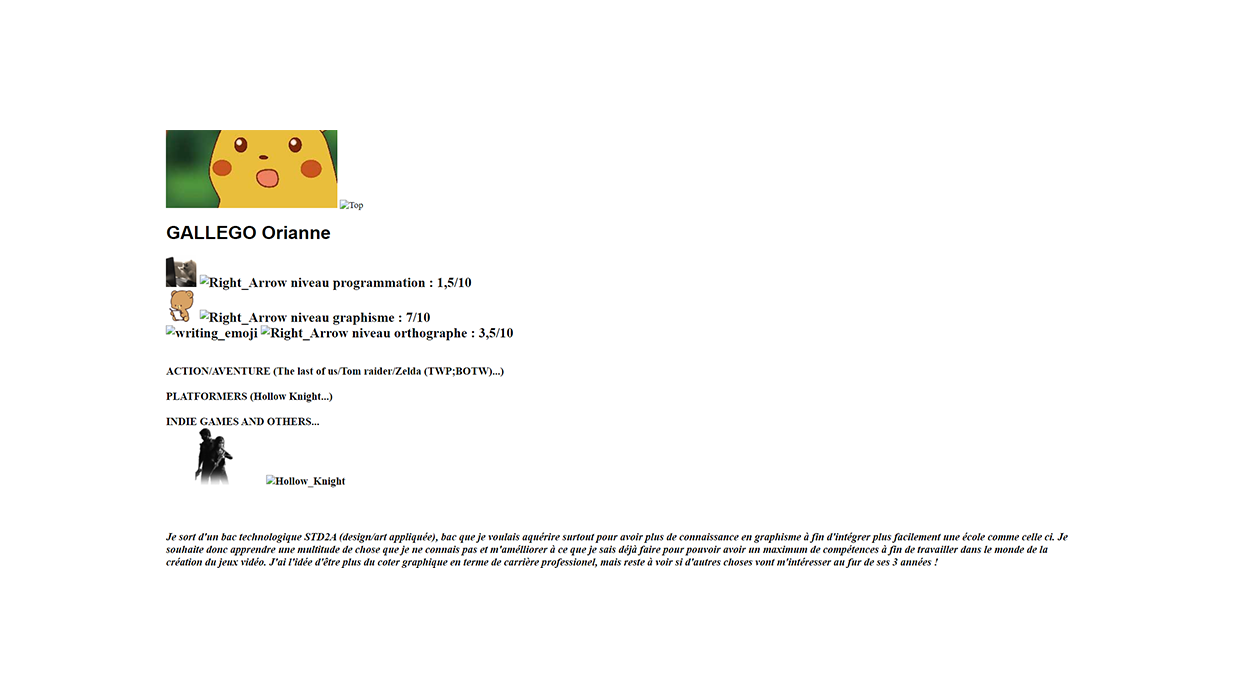 Top
GALLEGO Orianne
Right_Arrow niveau programmation : 1,5/10
Right_Arrow niveau graphisme : 7/10
writing_emoji Right_Arrow niveau orthographe : 3,5/10
ACTION/AVENTURE (The last of us/Tom raider/Zelda (TWP;BOTW)...)
PLATFORMERS (Hollow Knight...)
INDIE GAMES AND OTHERS...
Hollow_Knight
Je sort d'un bac technologique STD2A (design/art appliquée), bac que je voulais aquérire surtout pour avoir plus de connaissance en graphisme à fin d'intégrer plus facilement une école comme celle ci. Je
souhaite donc apprendre une multitude de chose que je ne connais pas et m'amélliorer à ce que je sais déjà faire pour pouvoir avoir un maximum de compétences à fin de travailler dans le monde de la
création du jeux vidéo. J'ai l'idée d'être plus du coter graphique en terme de carrière professionel, mais reste à voir si d'autres choses vont m'intéresser au fur de ses 3 années !